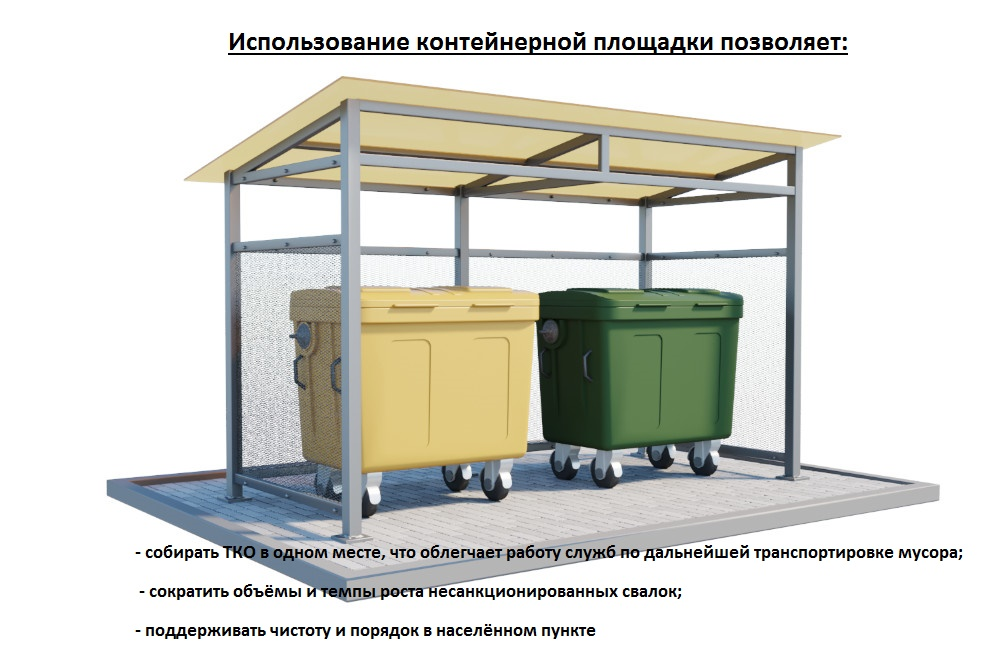 Использование контейнерной площадки позволяет:
- собирать ТКО в одном месте, что облегчает работу служб по дальнейшей транспортировке мусора;
- сократить объёмы и темпы роста несанкционированных свалок;
- поддерживать чистоту и порядок в населённом пункте